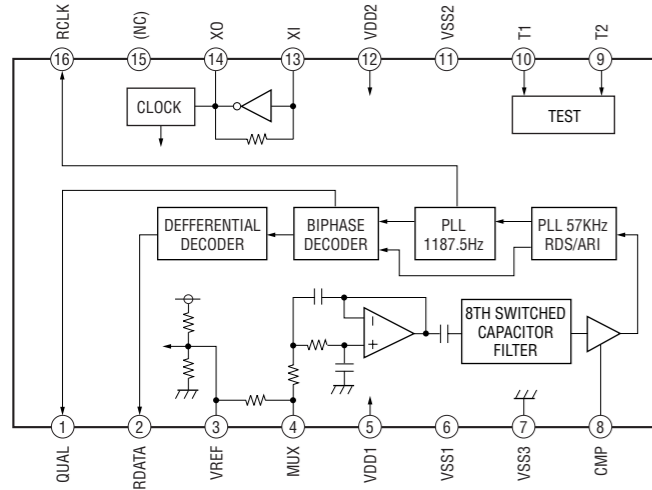 RCLK
(NC)
XO
XI
VDD2
VSS2
T1
T2
16
15
14
13
12
11
10
9
CLOCK
TEST
DEFFERENTIAL
DECODER
BIPHASE
DECODER
PLL
1187.5Hz
PLL 57KHz
RDS/ARI
−
+
8TH SWITCHED
CAPACITOR
FILTER
1
2
3
4
5
6
7
8
QUAL
RDATA
VREF
MUX
VDD1
VSS1
VSS3
CMP